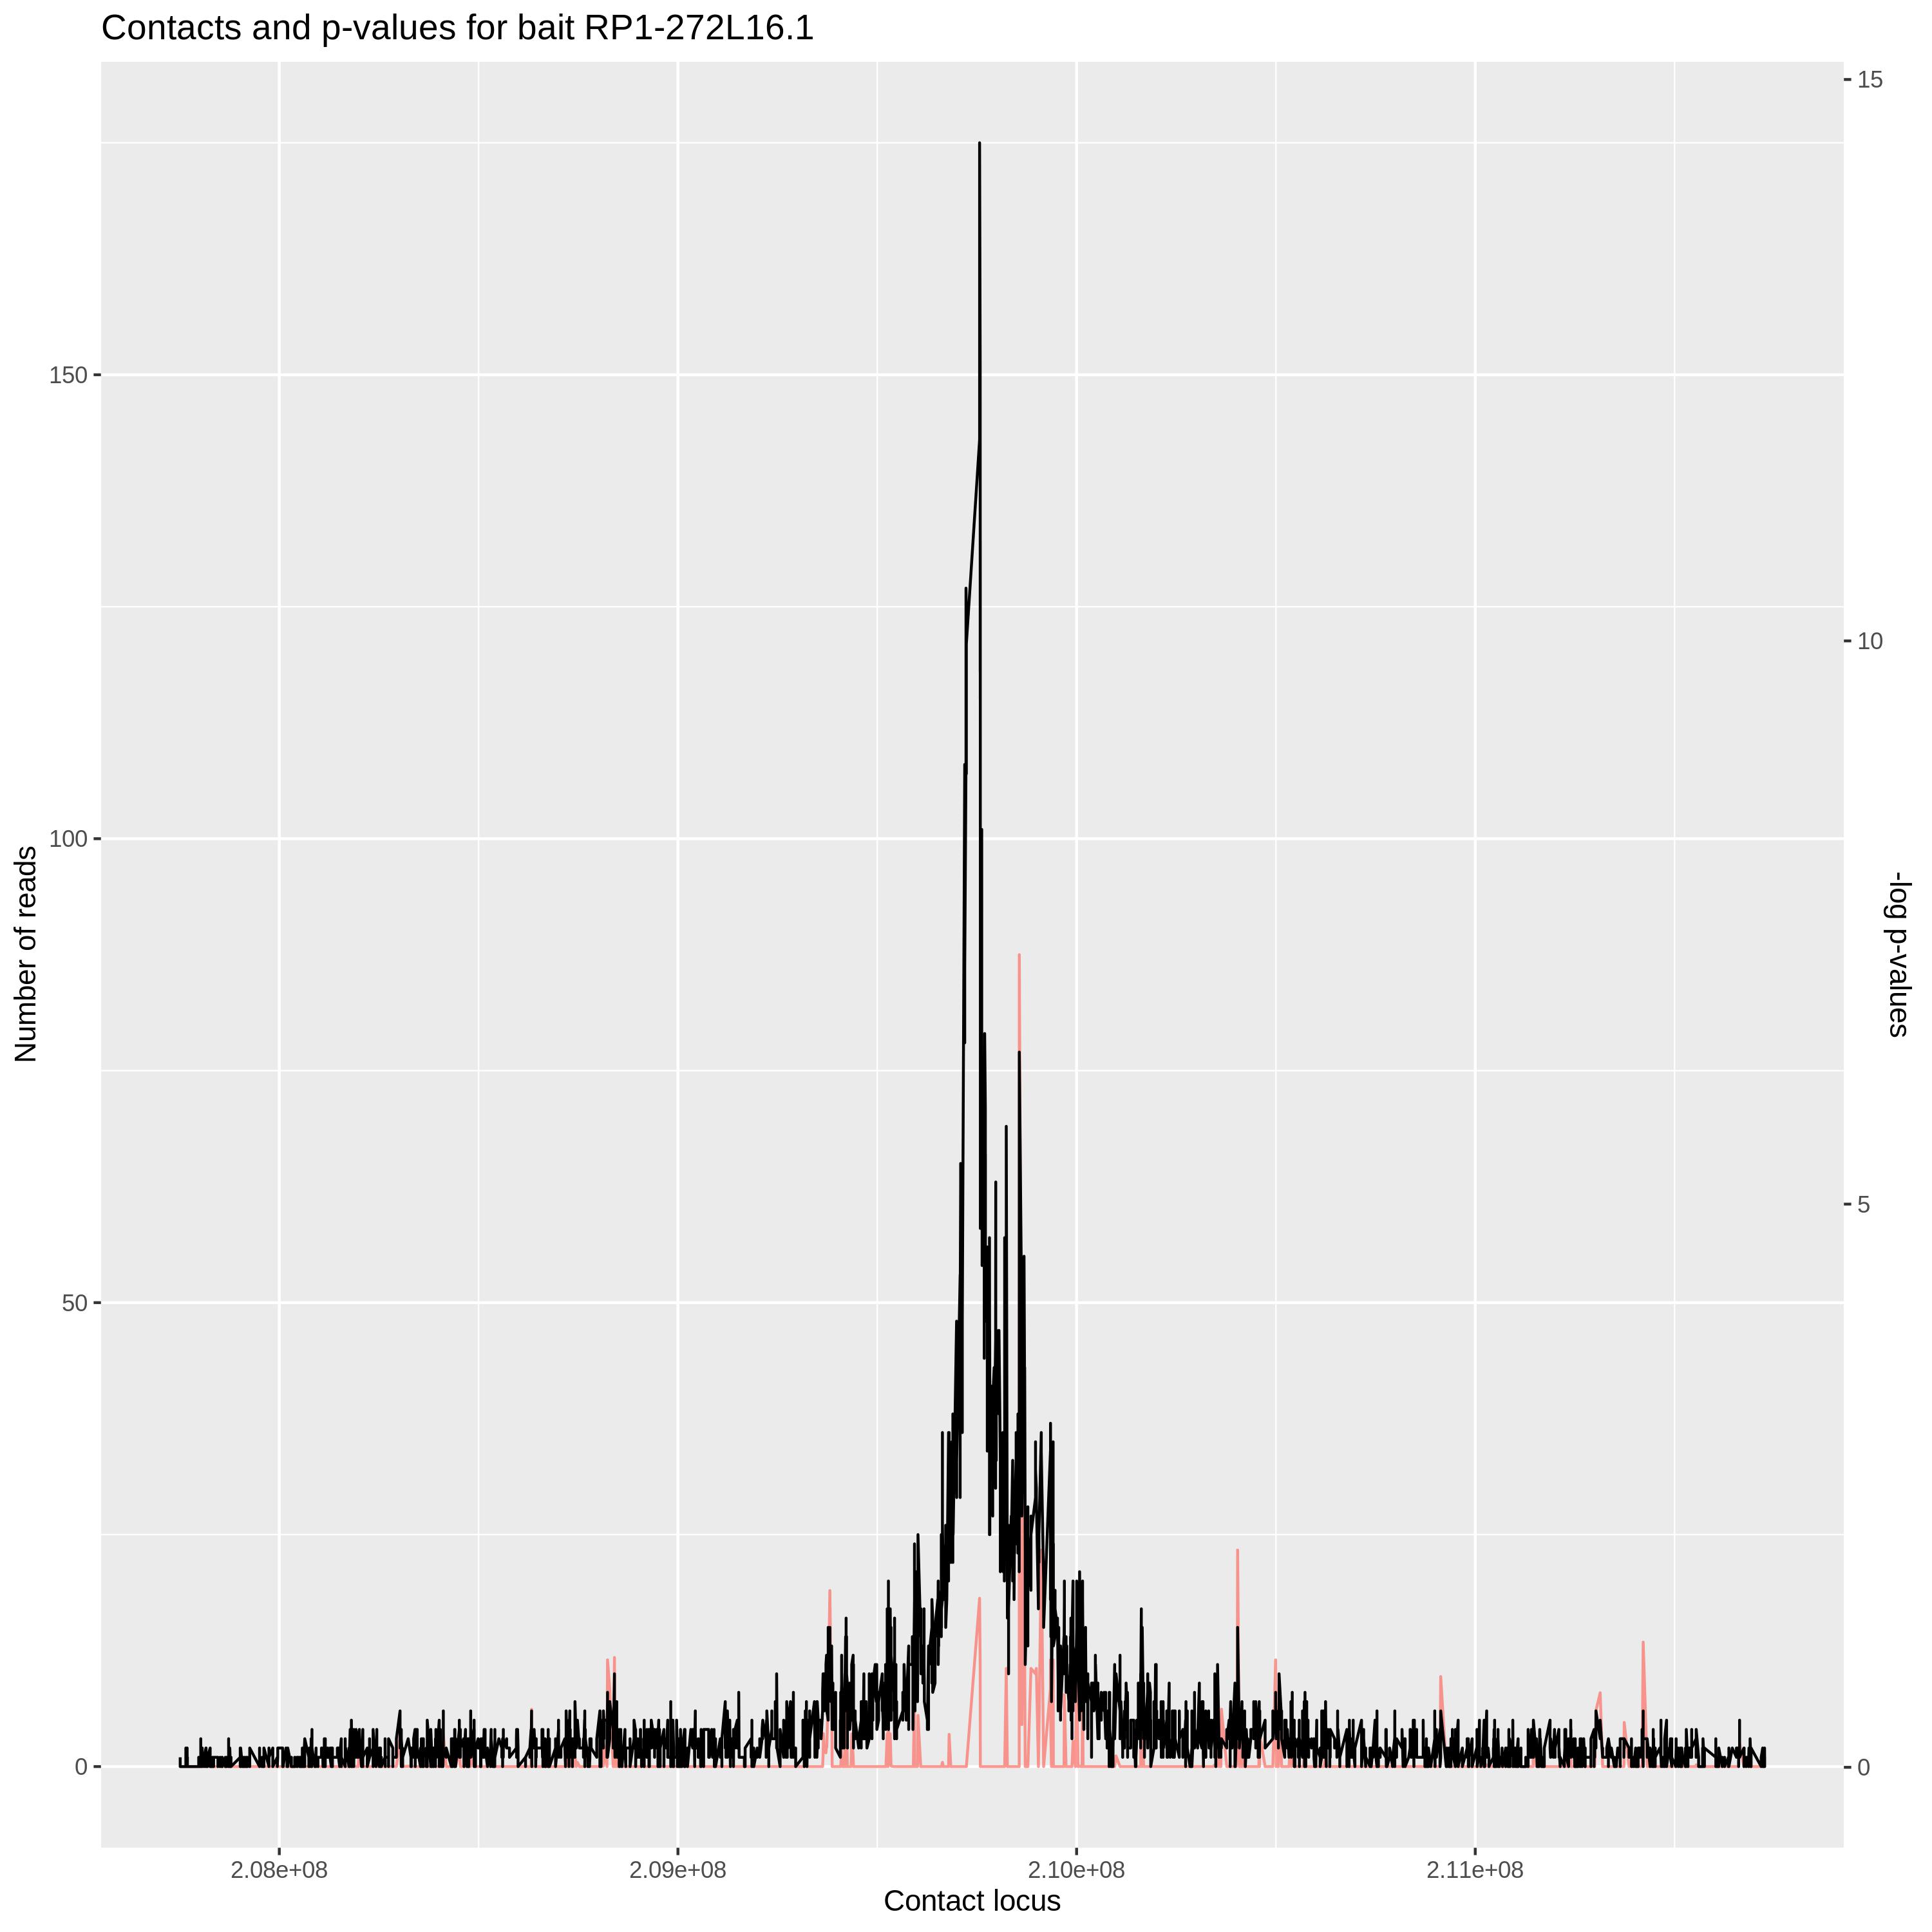 Contacts and p-values for bait RP1-272L16.1
15
150
10
100
Number of reads
-log p-values
5
50
0
0
2.08e+08
2.09e+08
2.10e+08
2.11e+08
Contact locus